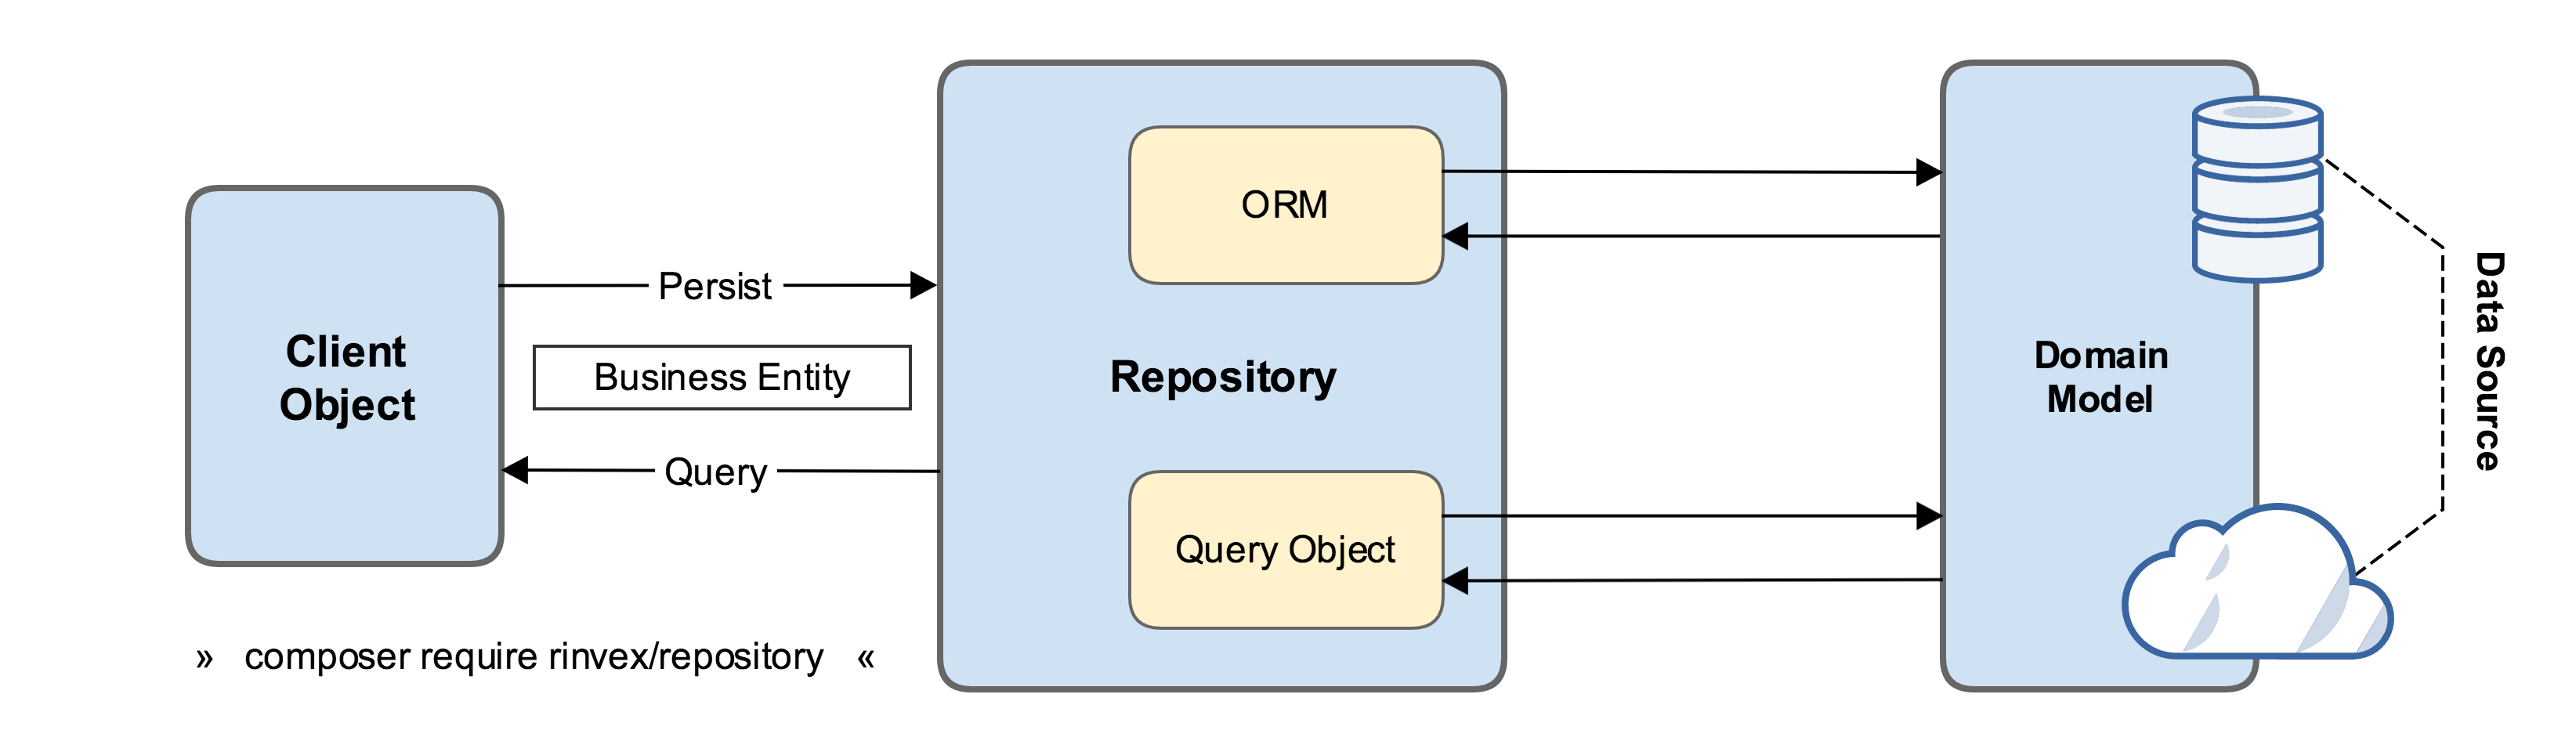 Client
Object
Persist
Business Entity
Query
» composer require rinvex/repository «
ORM
Repository
Query Object
Domain
Model
Data Source